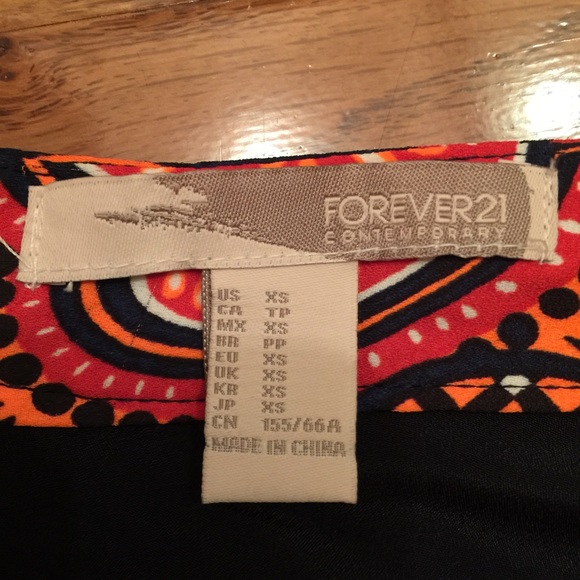 FOREVER21
CONTEMPORARY
US XS
CA TP
MX XS
BR PP
EU XS
UK XS
KR XS
JP XS
CN 155/66A
MADE IN CHINA